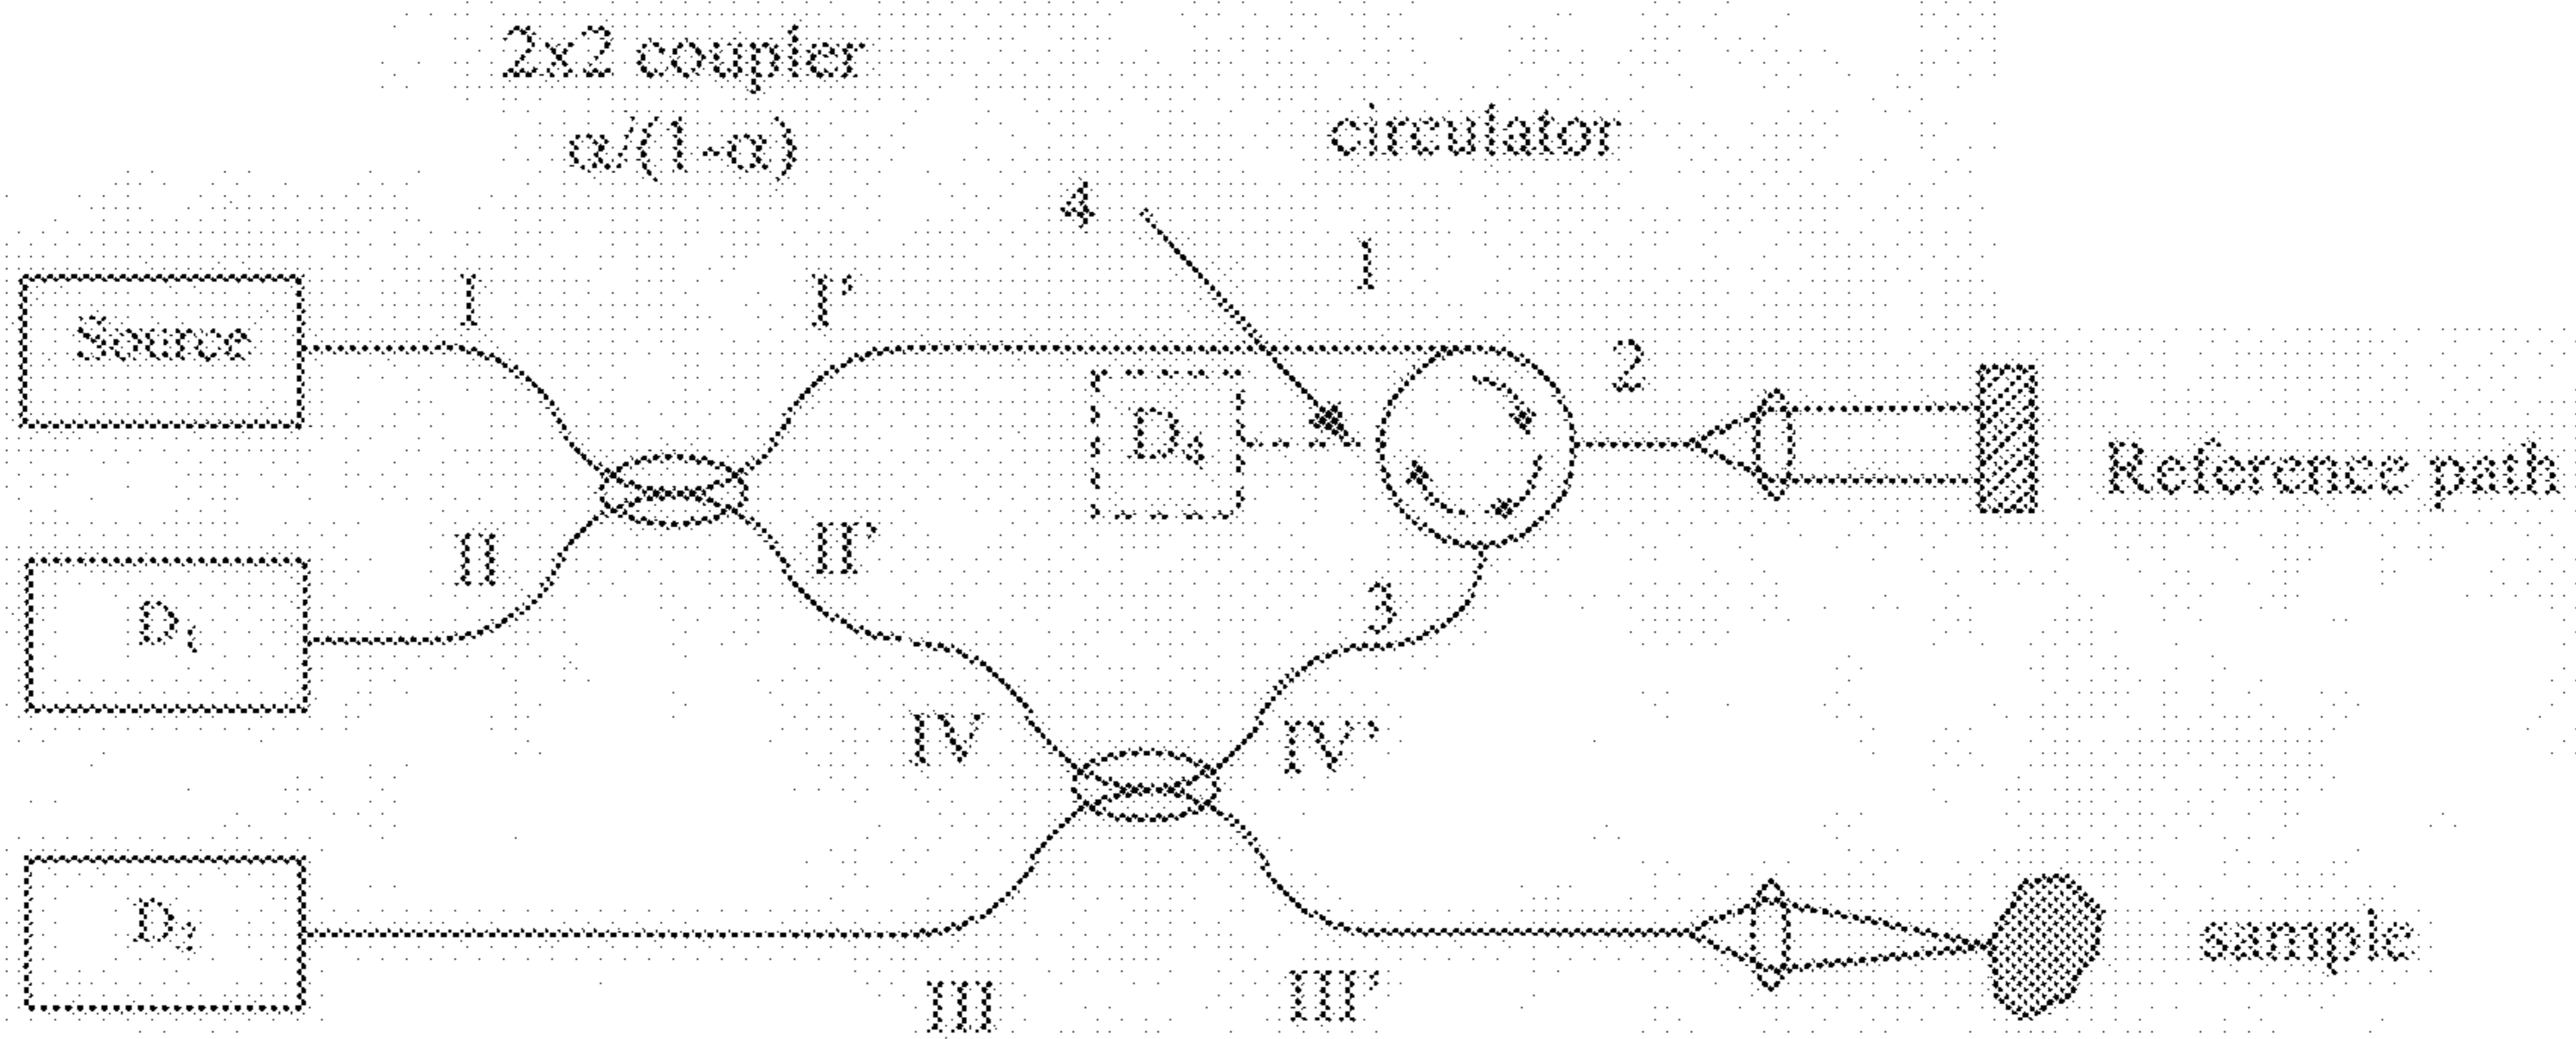 2x2 coupler
α/(1-α)
circulator
4
1
I
I'
Source
2
D4
Reference path
II
II'
D1
3
IV
IV'
D2
sample
III
III'